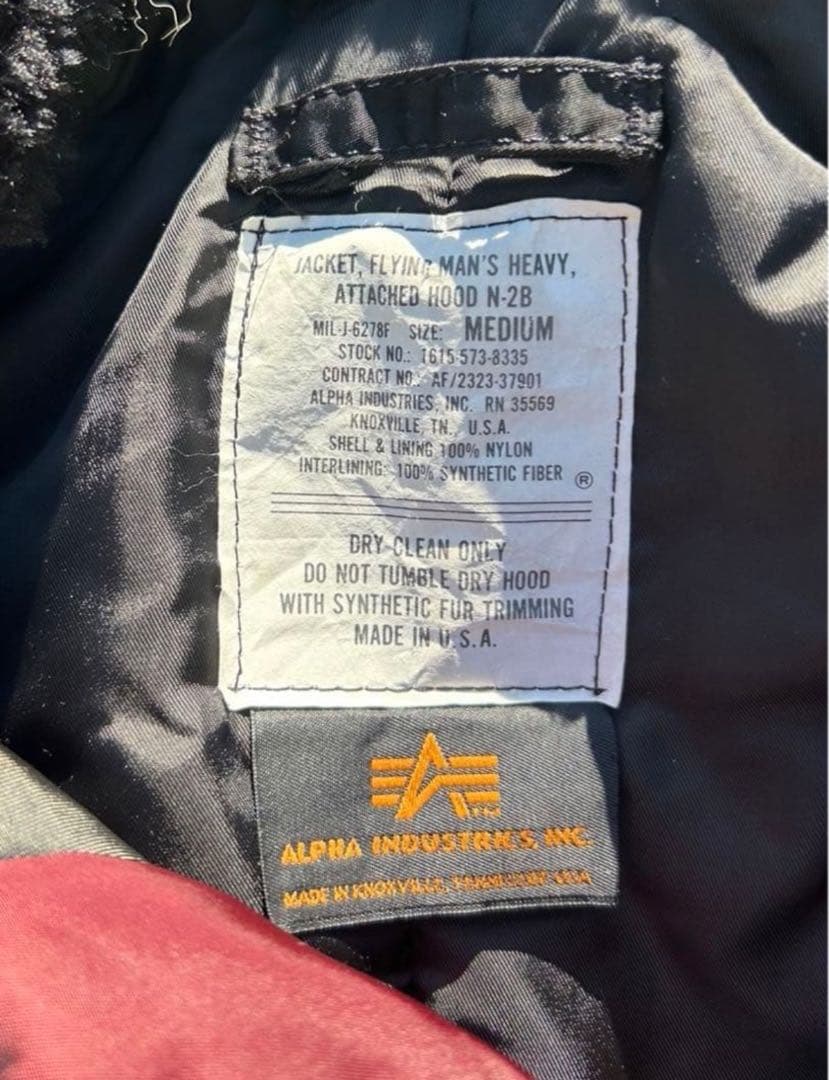 JACKET, FLYING MAN'S HEAVY,
ATTACHED HOOD N-2B
MIL-J-6278F SIZE: MEDIUM
STOCK NO.: 1615-573-8335
CONTRACT NO.: AF/2323-37901
ALPHA INDUSTRIES, INC. RN 35569
KNOXVILLE, TN., U.S.A.
SHELL & LINING 100% NYLON
INTERLINING: 100% SYNTHETIC FIBER ®
DRY CLEAN ONLY
DO NOT TUMBLE DRY HOOD
WITH SYNTHETIC FUR TRIMMING
MADE IN U.S.A.
ALPHA INDUSTRIES, INC.
MADE IN KNOXVILLE, TENNESSEE USA